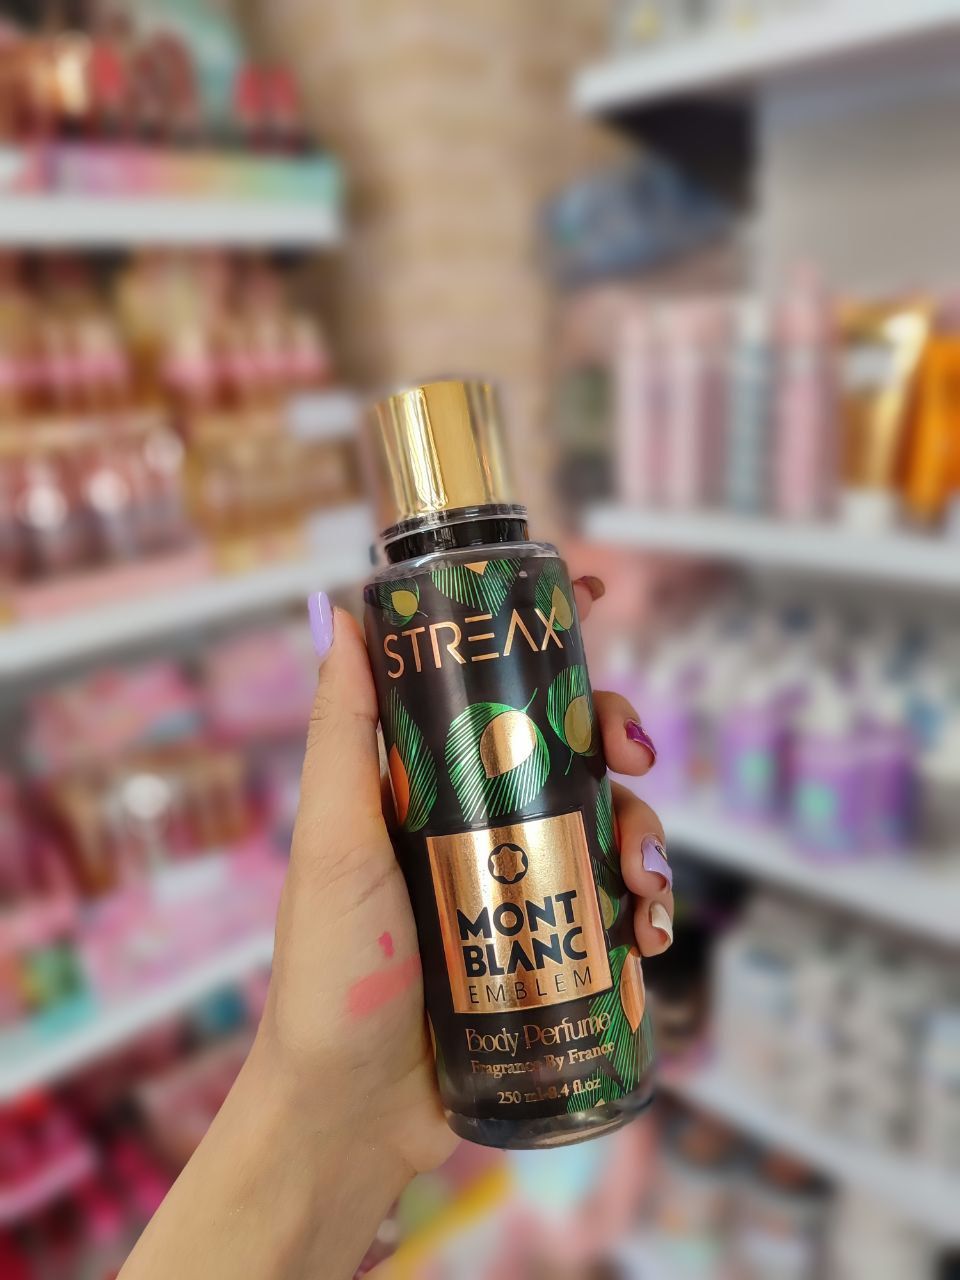 STREAX
MONT
BLANC
EMBLEM
Body Perfume
Fragrance By France
250 ml-8.4 fl.oz